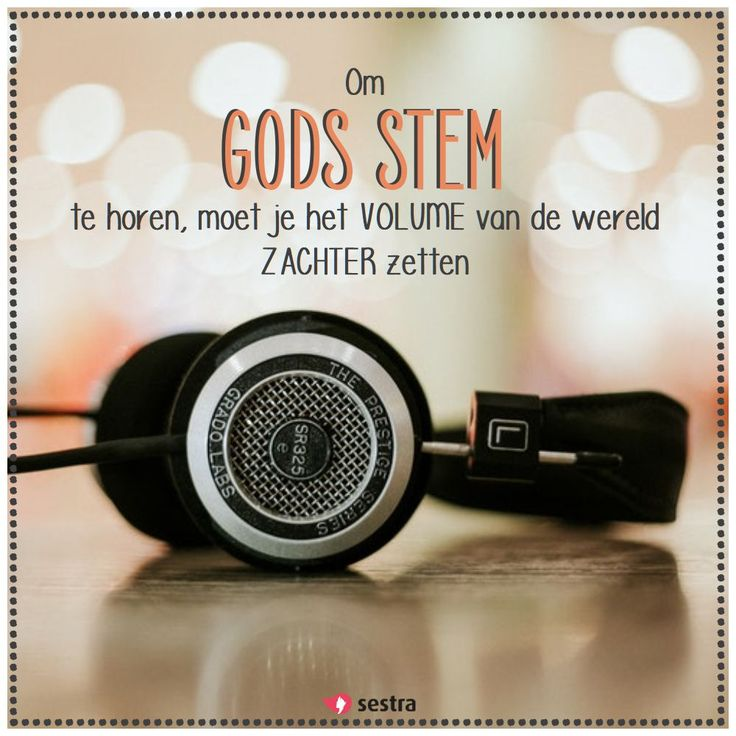 Om
GODS STEM
te horen, moet je het VOLUME van de wereld
ZACHTER zetten
THE PRESTIGE SERIES
GRADO LABS
SR325
e
L
sestra